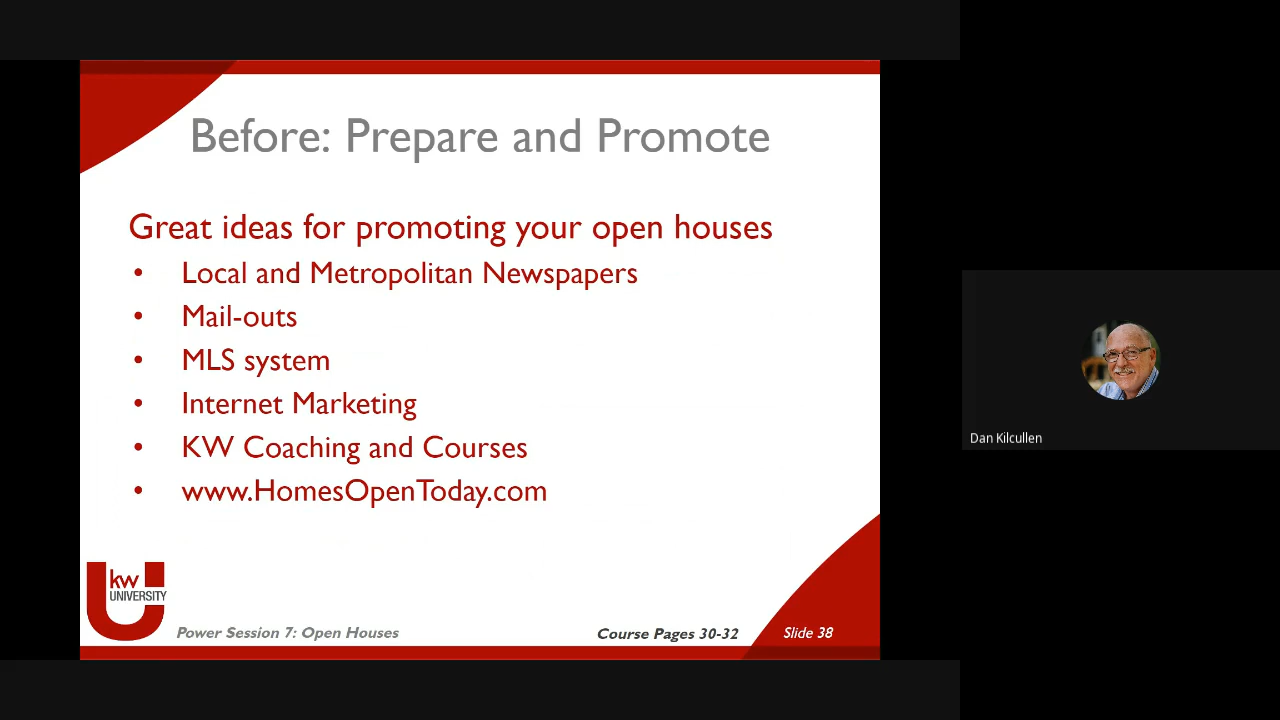 Before: Prepare and Promote
Great ideas for promoting your open houses
• Local and Metropolitan Newspapers
• Mail-outs
• MLS system
• Internet Marketing
• KW Coaching and Courses
• www.HomesOpenToday.com
kw
UNIVERSITY
Power Session 7: Open Houses
Course Pages 30-32
Slide 38
Dan Kilcullen